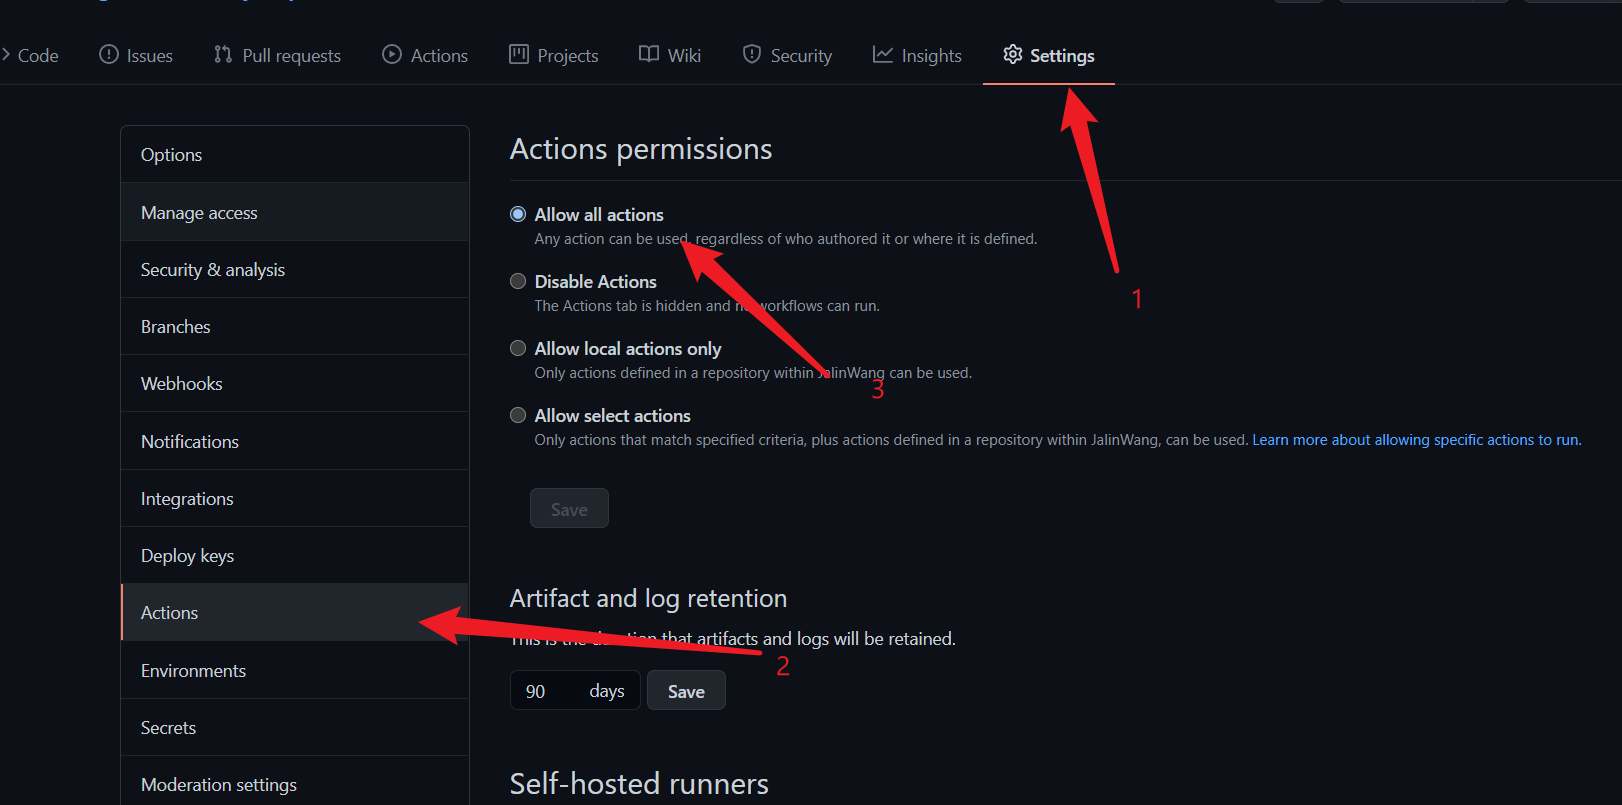 Code Issues Pull requests Actions Projects Wiki Security Insights Settings
Options
Manage access
Security & analysis
Branches
Webhooks
Notifications
Integrations
Deploy keys
Actions
Environments
Secrets
Moderation settings
Actions permissions
Allow all actions
Any action can be used, regardless of who authored it or where it is defined.
Disable Actions
The Actions tab is hidden and no workflows can run.
Allow local actions only
Only actions defined in a repository within JalinWang can be used.
Allow select actions
Only actions that match specified criteria, plus actions defined in a repository within JalinWang, can be used. Learn more about allowing specific actions to run.
Save
Artifact and log retention
This is the duration that artifacts and logs will be retained.
90 days Save
Self-hosted runners
1
3
2